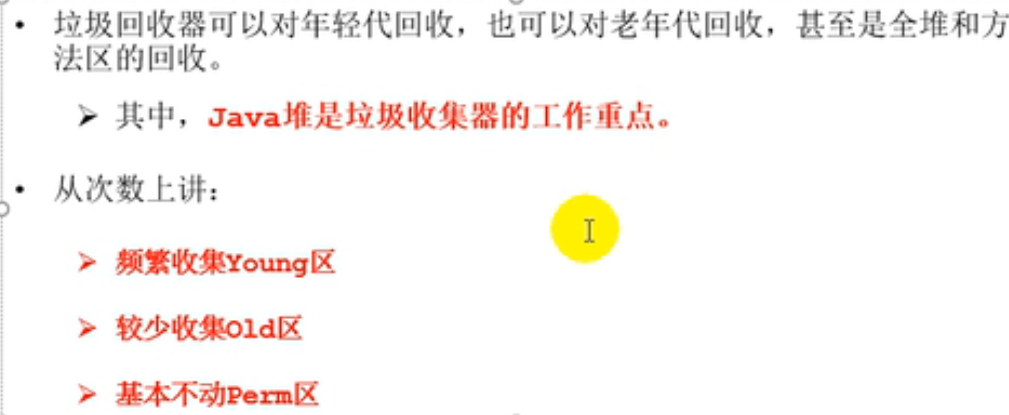 • 垃圾回收器可以对年轻代回收，也可以对老年代回收，甚至是全堆和方
法区的回收。
➢ 其中，Java堆是垃圾收集器的工作重点。
• 从次数上讲：
➢ 频繁收集Young区
➢ 较少收集Old区
➢ 基本不动Perm区